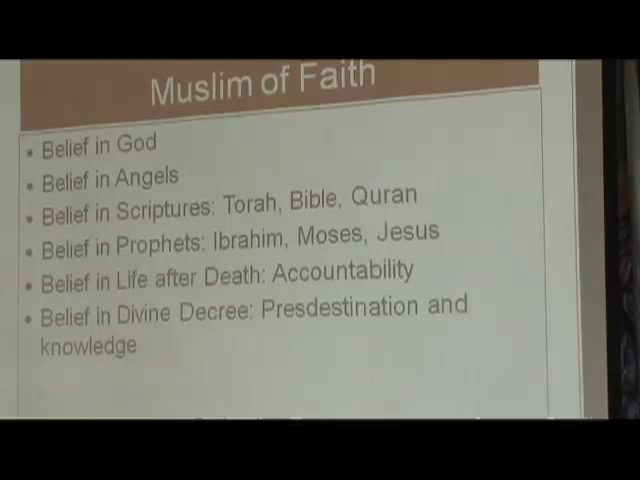 Muslim of Faith
• Belief in God
• Belief in Angels
• Belief in Scriptures: Torah, Bible, Quran
• Belief in Prophets: Ibrahim, Moses, Jesus
• Belief in Life after Death: Accountability
• Belief in Divine Decree: Presdestination and
knowledge